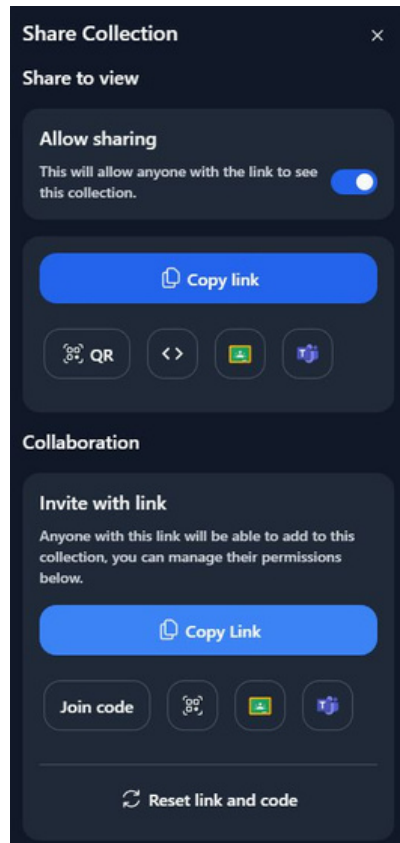 Share Collection
Share to view
Allow sharing
This will allow anyone with the link to see
this collection.
Copy link
QR
Collaboration
Invite with link
Anyone with this link will be able to add to this
collection, you can manage their permissions
below.
Copy Link
Join code
Reset link and code